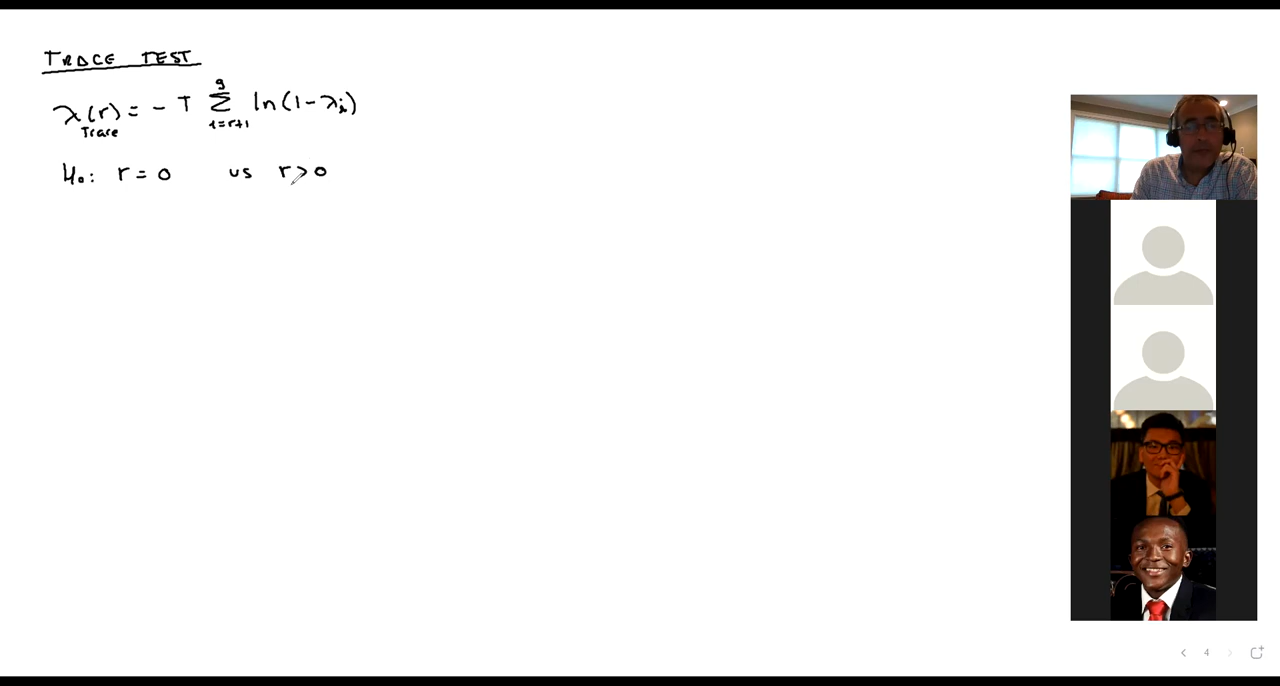 TRACE TEST
λ(r) = - T Σ ln(1-λi)
Trace
g
i=r+1
H0: r = 0 vs r > 0
4